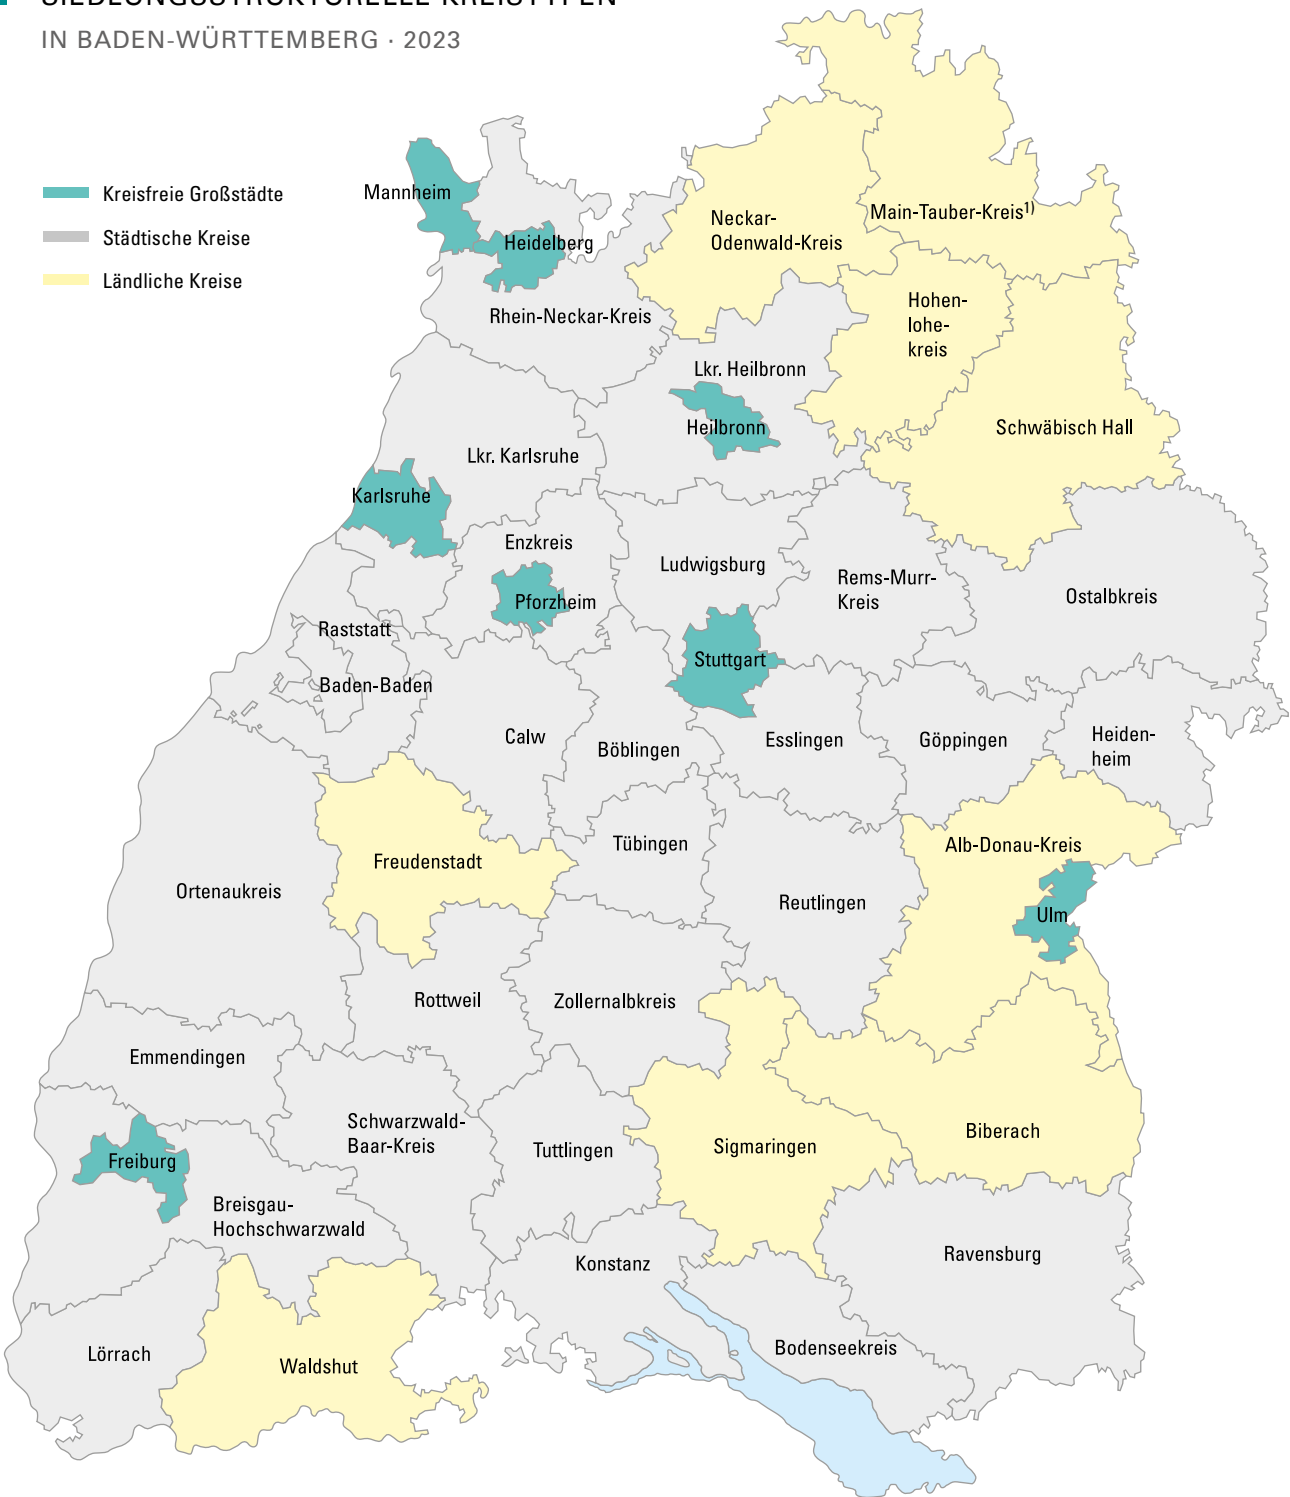 SIEDLUNGSSTRUKTURELLE KREISTYPEN
IN BADEN-WÜRTTEMBERG · 2023
Kreisfreie Großstädte
Städtische Kreise
Ländliche Kreise
Mannheim
Heidelberg
Neckar-
Odenwald-Kreis
Main-Tauber-Kreis¹⁾
Rhein-Neckar-Kreis
Hohen-
lohe-
kreis
Lkr. Heilbronn
Heilbronn
Schwäbisch Hall
Lkr. Karlsruhe
Karlsruhe
Enzkreis
Pforzheim
Ludwigsburg
Rems-Murr-
Kreis
Ostalbkreis
Raststatt
Baden-Baden
Stuttgart
Calw
Böblingen
Esslingen
Göppingen
Heiden-
heim
Freudenstadt
Tübingen
Alb-Donau-Kreis
Ortenaukreis
Reutlingen
Ulm
Rottweil
Zollernalbkreis
Emmendingen
Schwarzwald-
Baar-Kreis
Tuttlingen
Sigmaringen
Biberach
Freiburg
Breisgau-
Hochschwarzwald
Konstanz
Ravensburg
Lörrach
Waldshut
Bodenseekreis